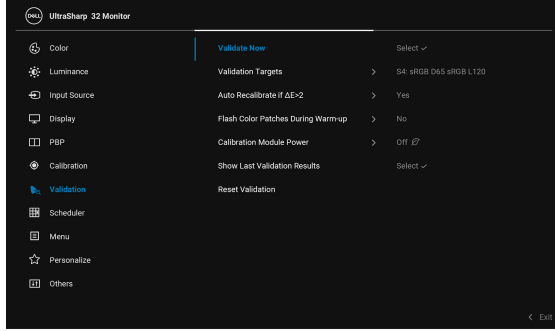 DELL UltraSharp 32 Monitor
Color
Luminance
Input Source
Display
PBP
Calibration
Validation
Scheduler
Menu
Personalize
Others
Validate Now Select
Validation Targets S4: sRGB D65 sRGB L120
Auto Recalibrate if ΔE>2 Yes
Flash Color Patches During Warm-up No
Calibration Module Power Off
Show Last Validation Results Select
Reset Validation
Exit